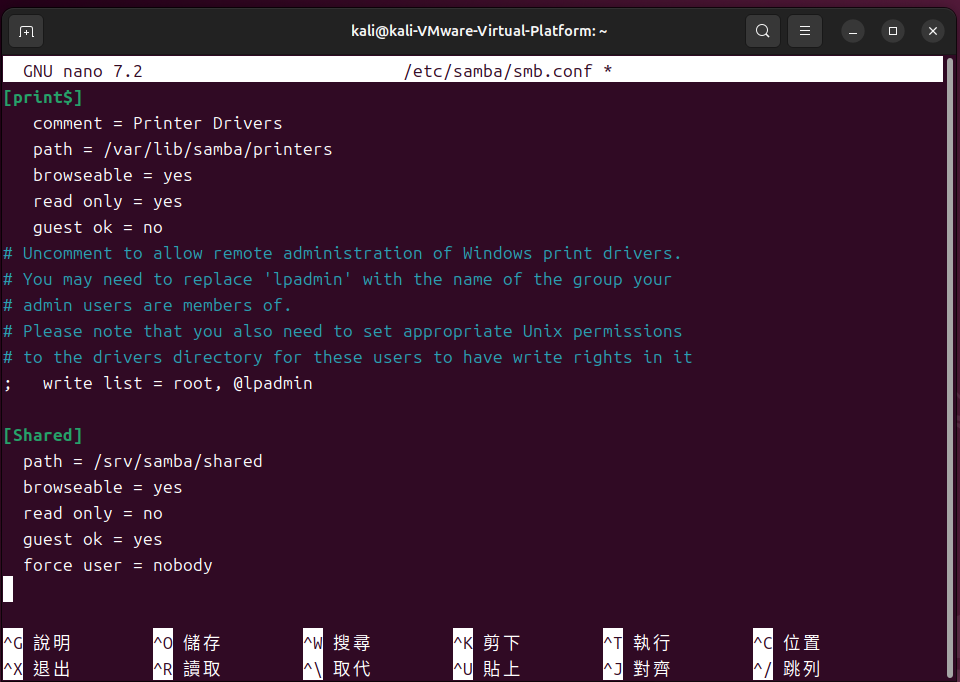 kali@kali-VMware-Virtual-Platform: ~
GNU nano 7.2 /etc/samba/smb.conf *
[print$]
comment = Printer Drivers
path = /var/lib/samba/printers
browseable = yes
read only = yes
guest ok = no
# Uncomment to allow remote administration of Windows print drivers.
# You may need to replace 'lpadmin' with the name of the group your
# admin users are members of.
# Please note that you also need to set appropriate Unix permissions
# to the drivers directory for these users to have write rights in it
;   write list = root, @lpadmin
[Shared]
path = /srv/samba/shared
browseable = yes
read only = no
guest ok = yes
force user = nobody
^G 說明 ^O 儲存 ^W 搜尋 ^K 剪下 ^T 執行 ^C 位置
^X 退出 ^R 讀取 ^\ 取代 ^U 貼上 ^J 對齊 ^/ 跳列